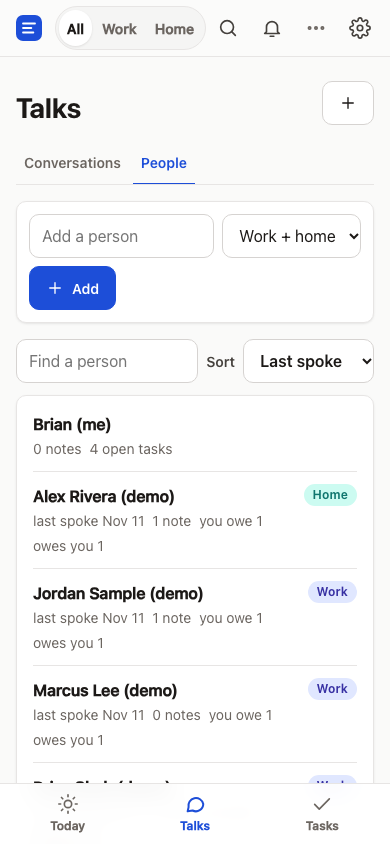 All Work Home
Talks
Conversations People
Add a person Work + home
+ Add
Find a person Sort Last spoke
Brian (me)
0 notes 4 open tasks
Alex Rivera (demo) Home
last spoke Nov 11 1 note you owe 1
owes you 1
Jordan Sample (demo) Work
last spoke Nov 11 1 note you owe 1
owes you 1
Marcus Lee (demo) Work
last spoke Nov 11 0 notes you owe 1
owes you 1
Work
Today Talks Tasks